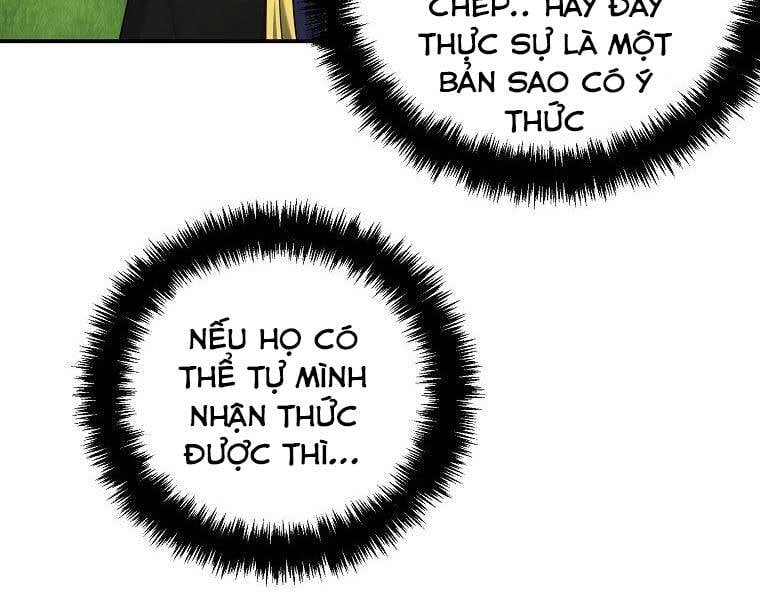 CHÉP.. HAY ĐÂY
THỰC SỰ LÀ MỘT
BẢN SAO CÓ Ý
THỨC
NẾU HỌ CÓ
THỂ TỰ MÌNH
NHẬN THỨC
ĐƯỢC THÌ...